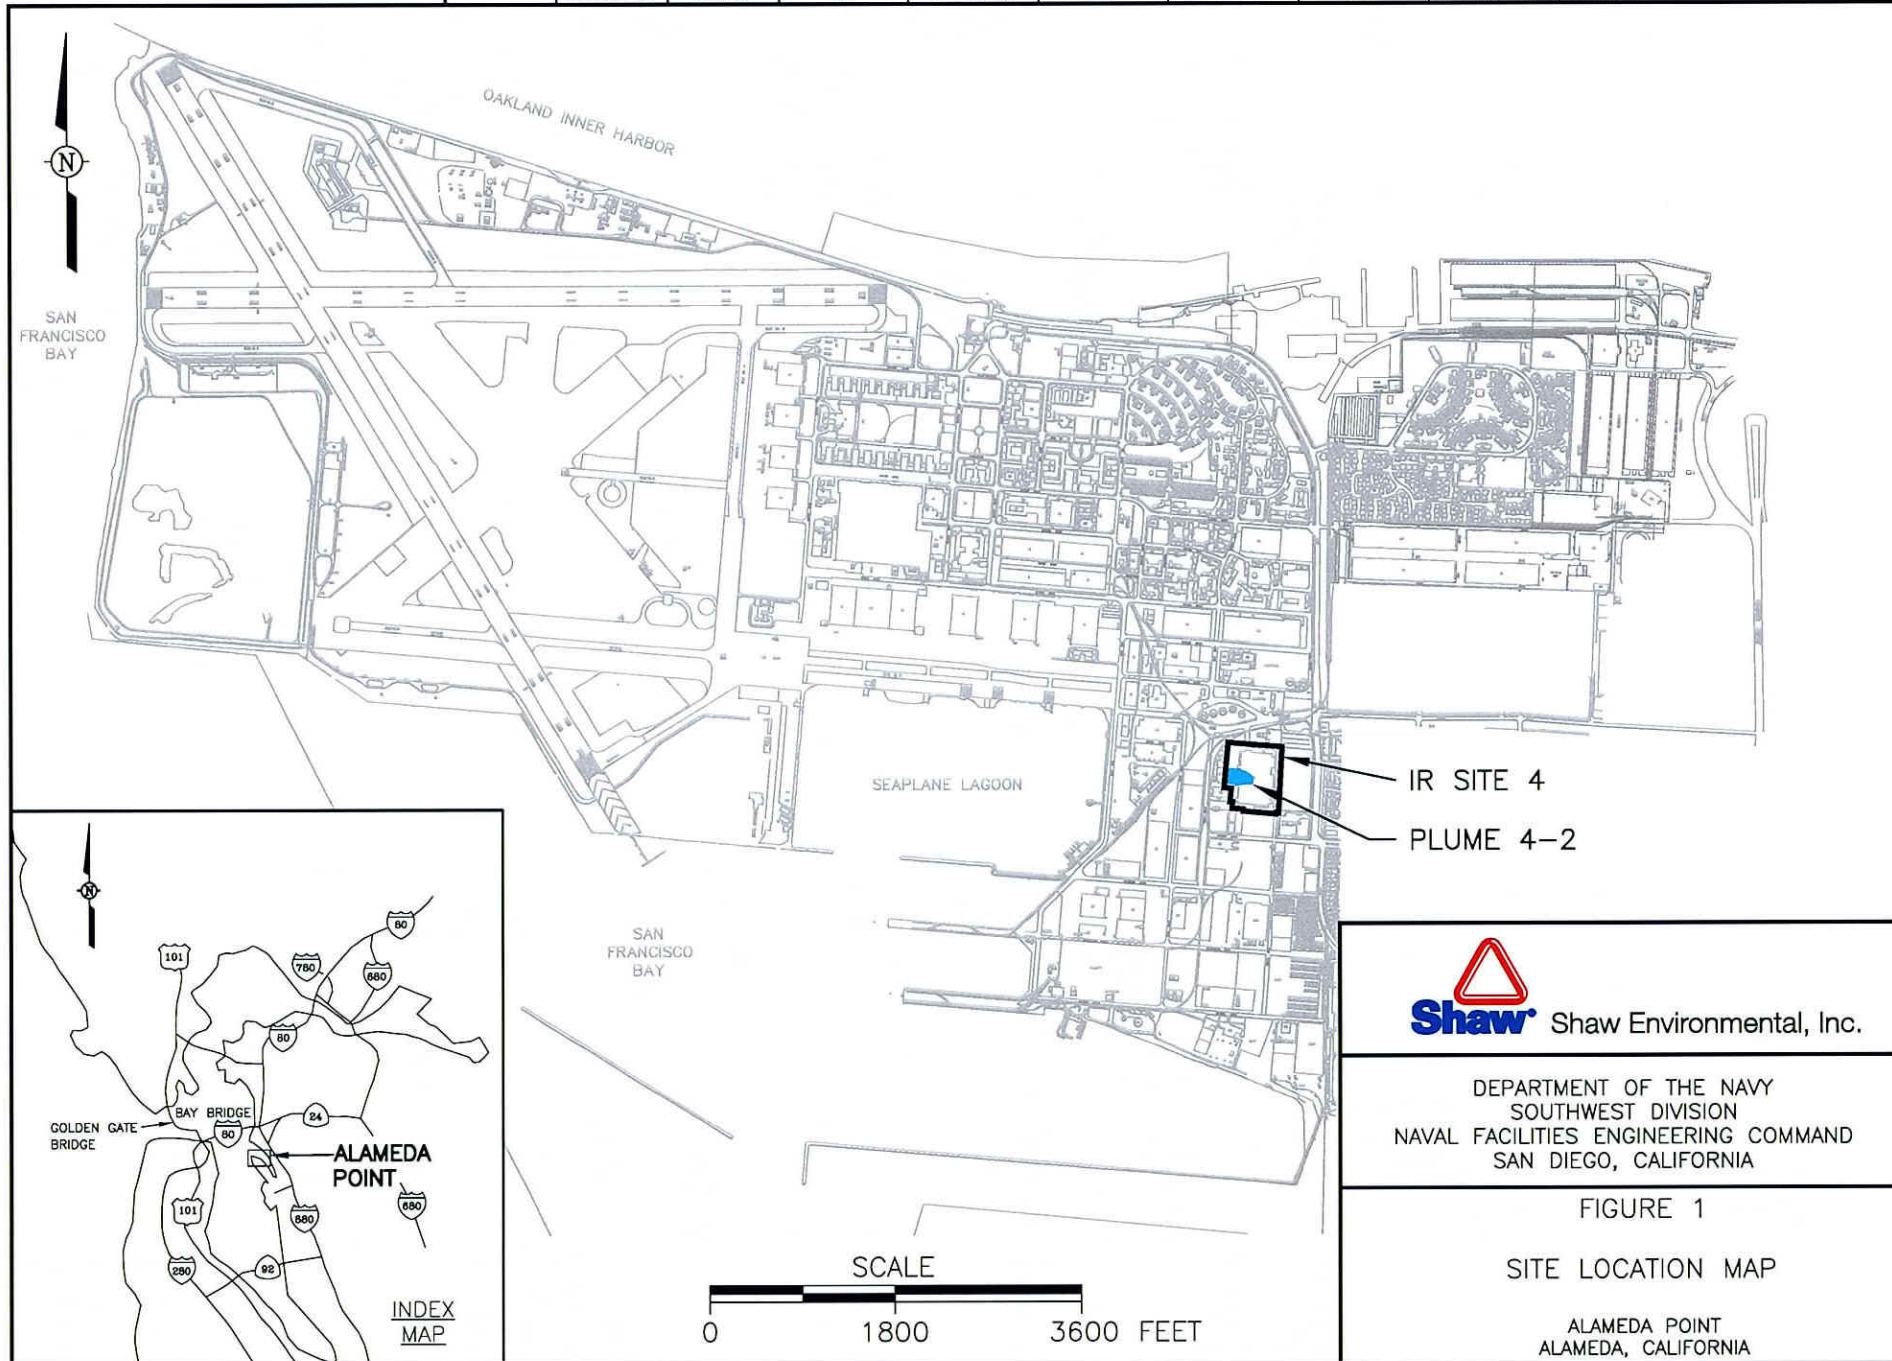 OAKLAND INNER HARBOR
N
SAN
FRANCISCO
BAY
SEAPLANE LAGOON
IR SITE 4
PLUME 4-2
SAN
FRANCISCO
BAY
N
101
80
780
680
80
GOLDEN GATE
BRIDGE
BAY BRIDGE
80
24
ALAMEDA
POINT
101
880
680
280
92
INDEX
MAP
SCALE
0 1800 3600 FEET
Shaw Shaw Environmental, Inc.
DEPARTMENT OF THE NAVY
SOUTHWEST DIVISION
NAVAL FACILITIES ENGINEERING COMMAND
SAN DIEGO, CALIFORNIA
FIGURE 1
SITE LOCATION MAP
ALAMEDA POINT
ALAMEDA, CALIFORNIA